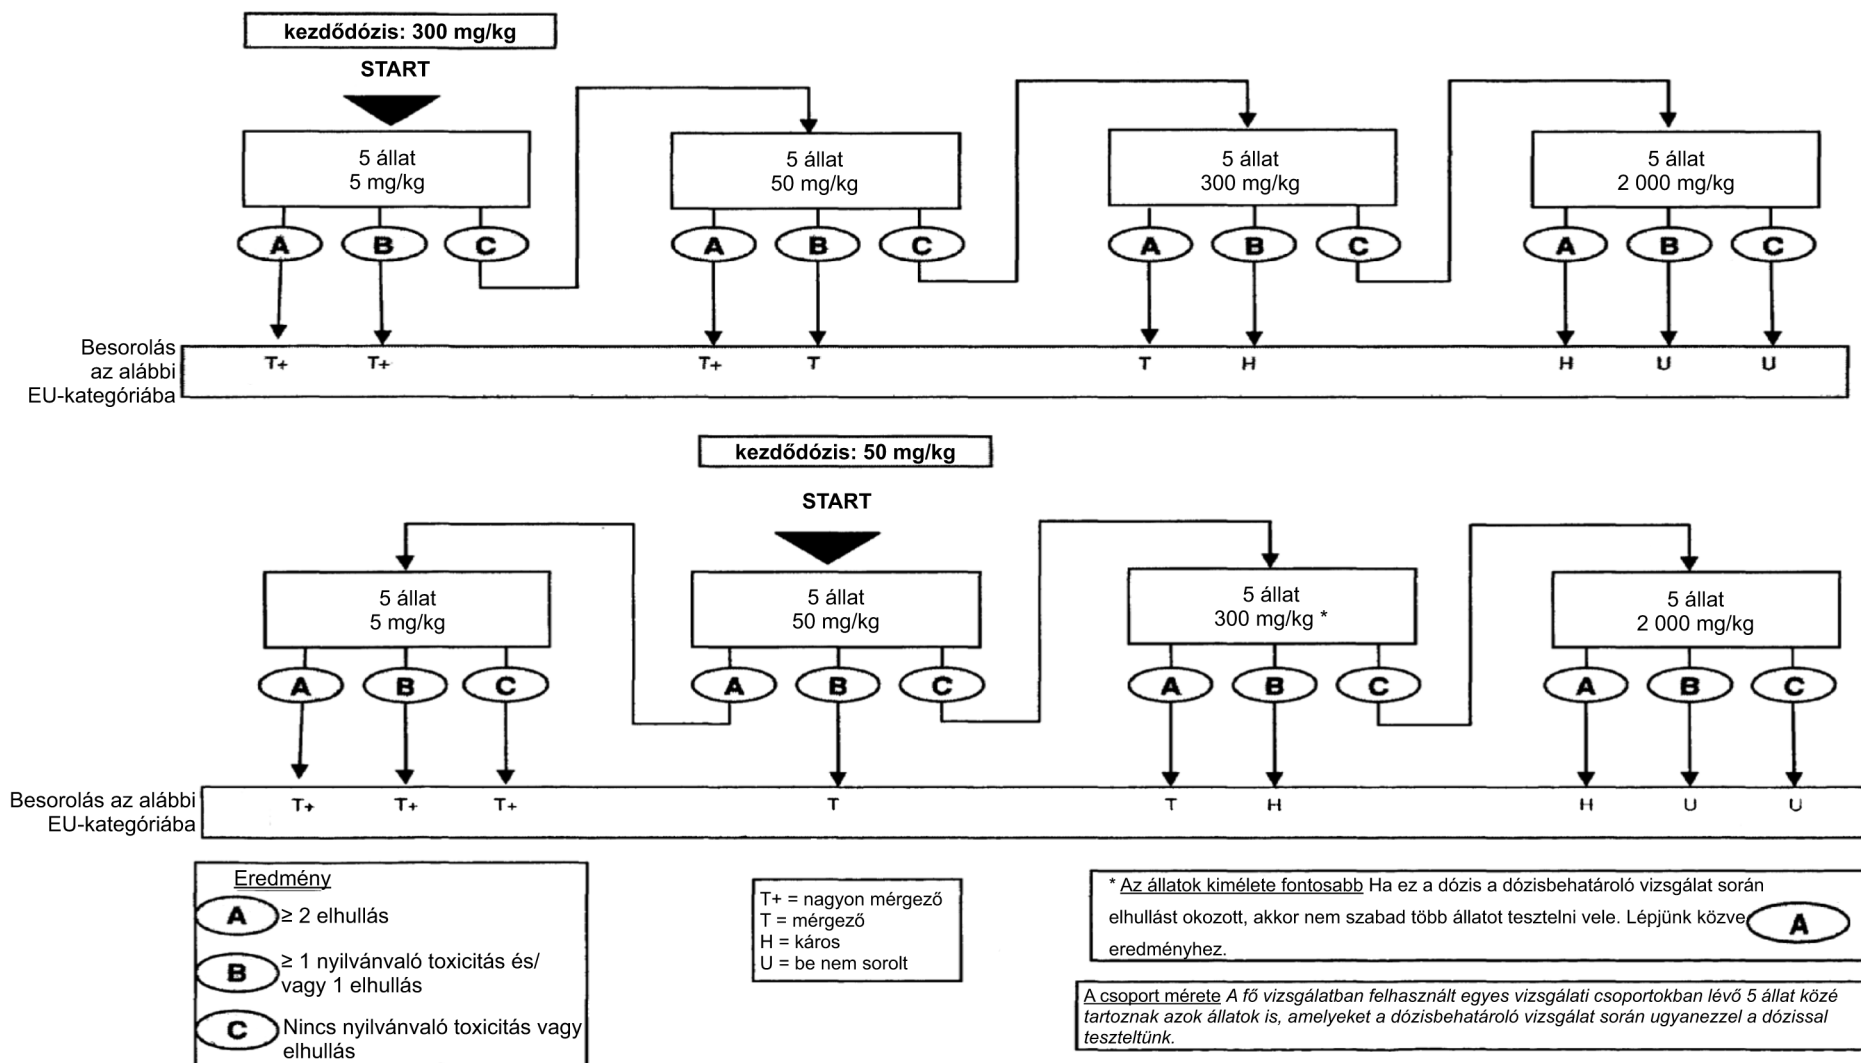 kezdődózis: 300 mg/kg
START
5 állat
5 mg/kg
5 állat
50 mg/kg
5 állat
300 mg/kg
5 állat
2 000 mg/kg
A B C A B C A B C A B C
Besorolás
az alábbi
EU-kategóriába
T+ T+ T+ T T H H U U
kezdődózis: 50 mg/kg
START
5 állat
5 mg/kg
5 állat
50 mg/kg
5 állat
300 mg/kg *
5 állat
2 000 mg/kg
A B C A B C A B C A B C
Besorolás az alábbi
EU-kategóriába
T+ T+ T+ T T H H U U
Eredmény
A ≥ 2 elhullás
B ≥ 1 nyilvánvaló toxicitás és/
vagy 1 elhullás
C Nincs nyilvánvaló toxicitás vagy
elhullás
T+ = nagyon mérgező
T = mérgező
H = káros
U = be nem sorolt
* Az állatok kimélete fontosabb Ha ez a dózis a dózisbehatároló vizsgálat során
elhullást okozott, akkor nem szabad több állatot tesztelni vele. Lépjünk közve A
eredményhez.
A csoport mérete A fő vizsgálatban felhasznált egyes vizsgálati csoportokban lévő 5 állat közé
tartoznak azok állatok is, amelyeket a dózisbehatároló vizsgálat során ugyanezzel a dózissal
teszteltünk.